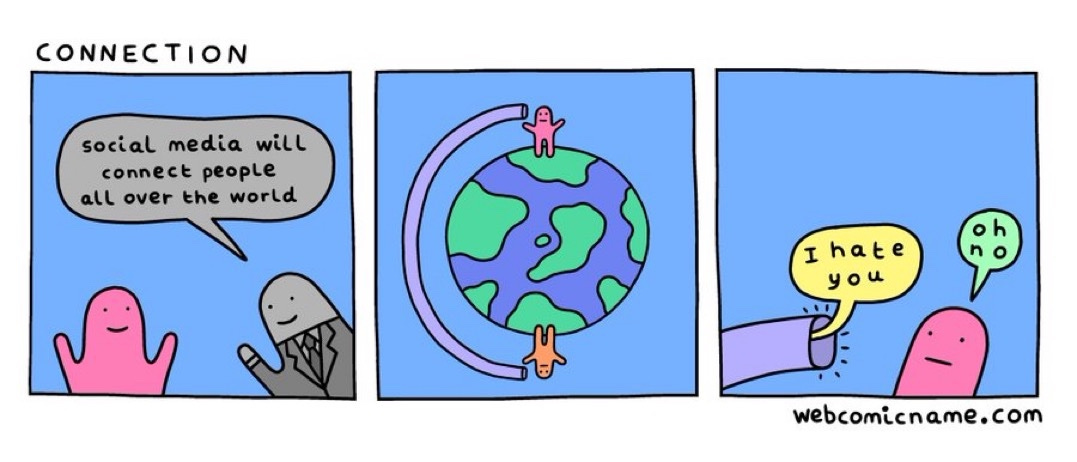 CONNECTION
social media will
connect people
all over the world
I hate
you
oh
no
webcomicname.com